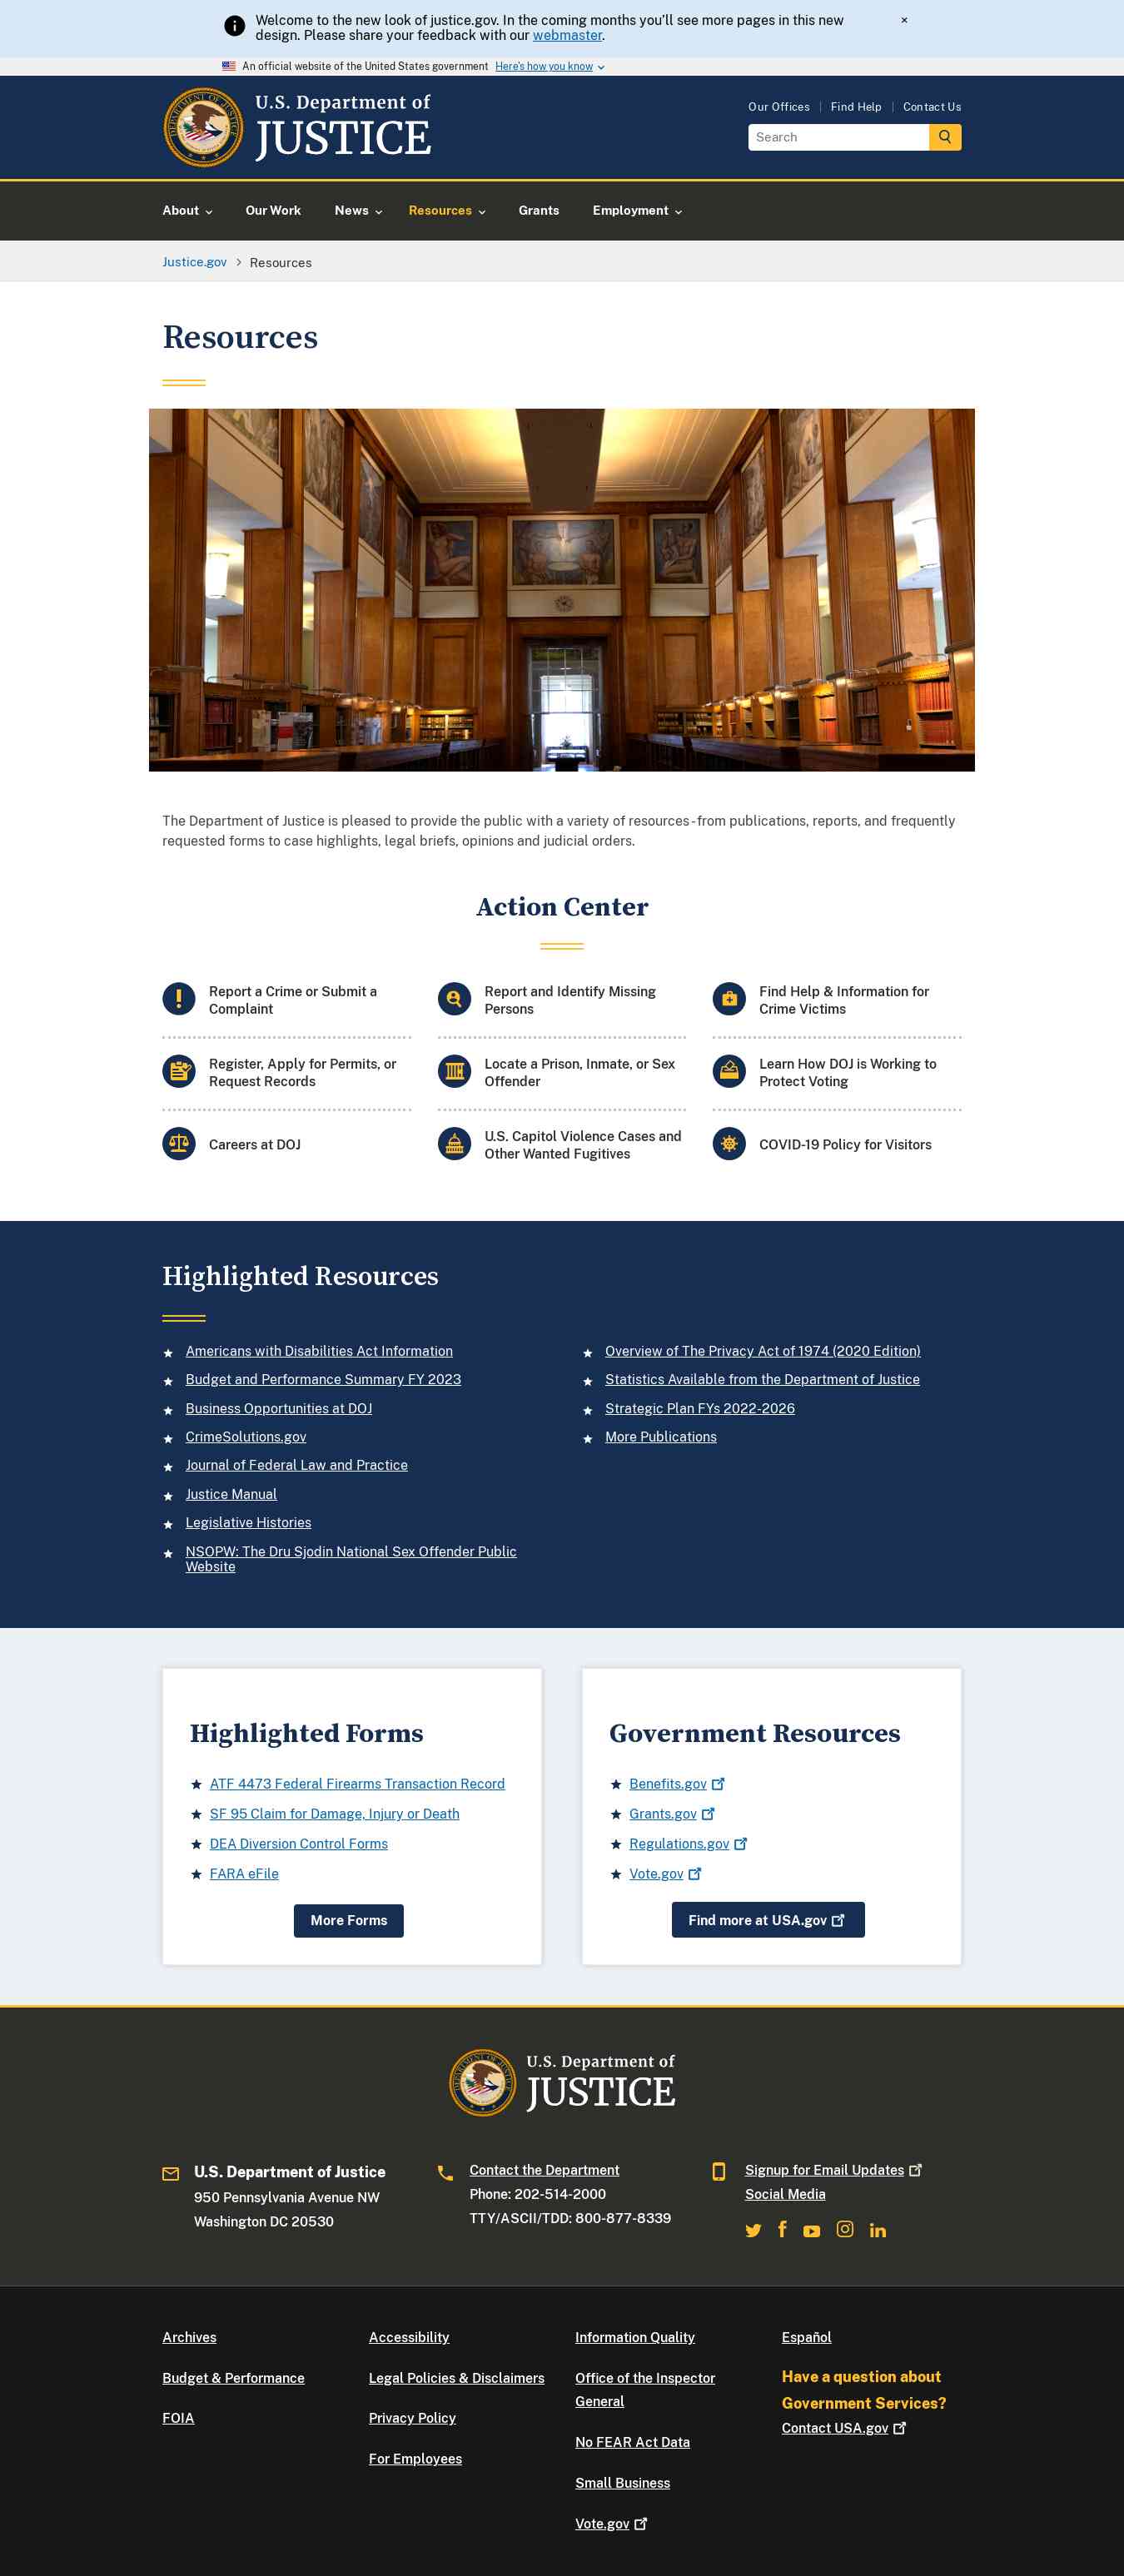 Welcome to the new look of justice.gov. In the coming months you'll see more pages in this new
design. Please share your feedback with our webmaster.
×
An official website of the United States government Here's how you know
U.S. Department of
JUSTICE
Our Offices Find Help Contact Us
Search
About Our Work News Resources Grants Employment
Justice.gov Resources
Resources
The Department of Justice is pleased to provide the public with a variety of resources-from publications, reports, and frequently
requested forms to case highlights, legal briefs, opinions and judicial orders.
Action Center
Report a Crime or Submit a
Complaint
Report and Identify Missing
Persons
Find Help & Information for
Crime Victims
Register, Apply for Permits, or
Request Records
Locate a Prison, Inmate, or Sex
Offender
Learn How DOJ is Working to
Protect Voting
Careers at DOJ
U.S. Capitol Violence Cases and
Other Wanted Fugitives
COVID-19 Policy for Visitors
Highlighted Resources
Americans with Disabilities Act Information
Budget and Performance Summary FY 2023
Business Opportunities at DOJ
CrimeSolutions.gov
Journal of Federal Law and Practice
Justice Manual
Legislative Histories
NSOPW: The Dru Sjodin National Sex Offender Public
Website
Overview of The Privacy Act of 1974 (2020 Edition)
Statistics Available from the Department of Justice
Strategic Plan FYs 2022-2026
More Publications
Highlighted Forms
ATF 4473 Federal Firearms Transaction Record
SF 95 Claim for Damage, Injury or Death
DEA Diversion Control Forms
FARA eFile
More Forms
Government Resources
Benefits.gov
Grants.gov
Regulations.gov
Vote.gov
Find more at USA.gov
U.S. Department of
JUSTICE
U.S. Department of Justice
950 Pennsylvania Avenue NW
Washington DC 20530
Contact the Department
Phone: 202-514-2000
TTY/ASCII/TDD: 800-877-8339
Signup for Email Updates
Social Media
Archives
Budget & Performance
FOIA
Accessibility
Legal Policies & Disclaimers
Privacy Policy
For Employees
Information Quality
Office of the Inspector
General
No FEAR Act Data
Small Business
Vote.gov
Español
Have a question about
Government Services?
Contact USA.gov